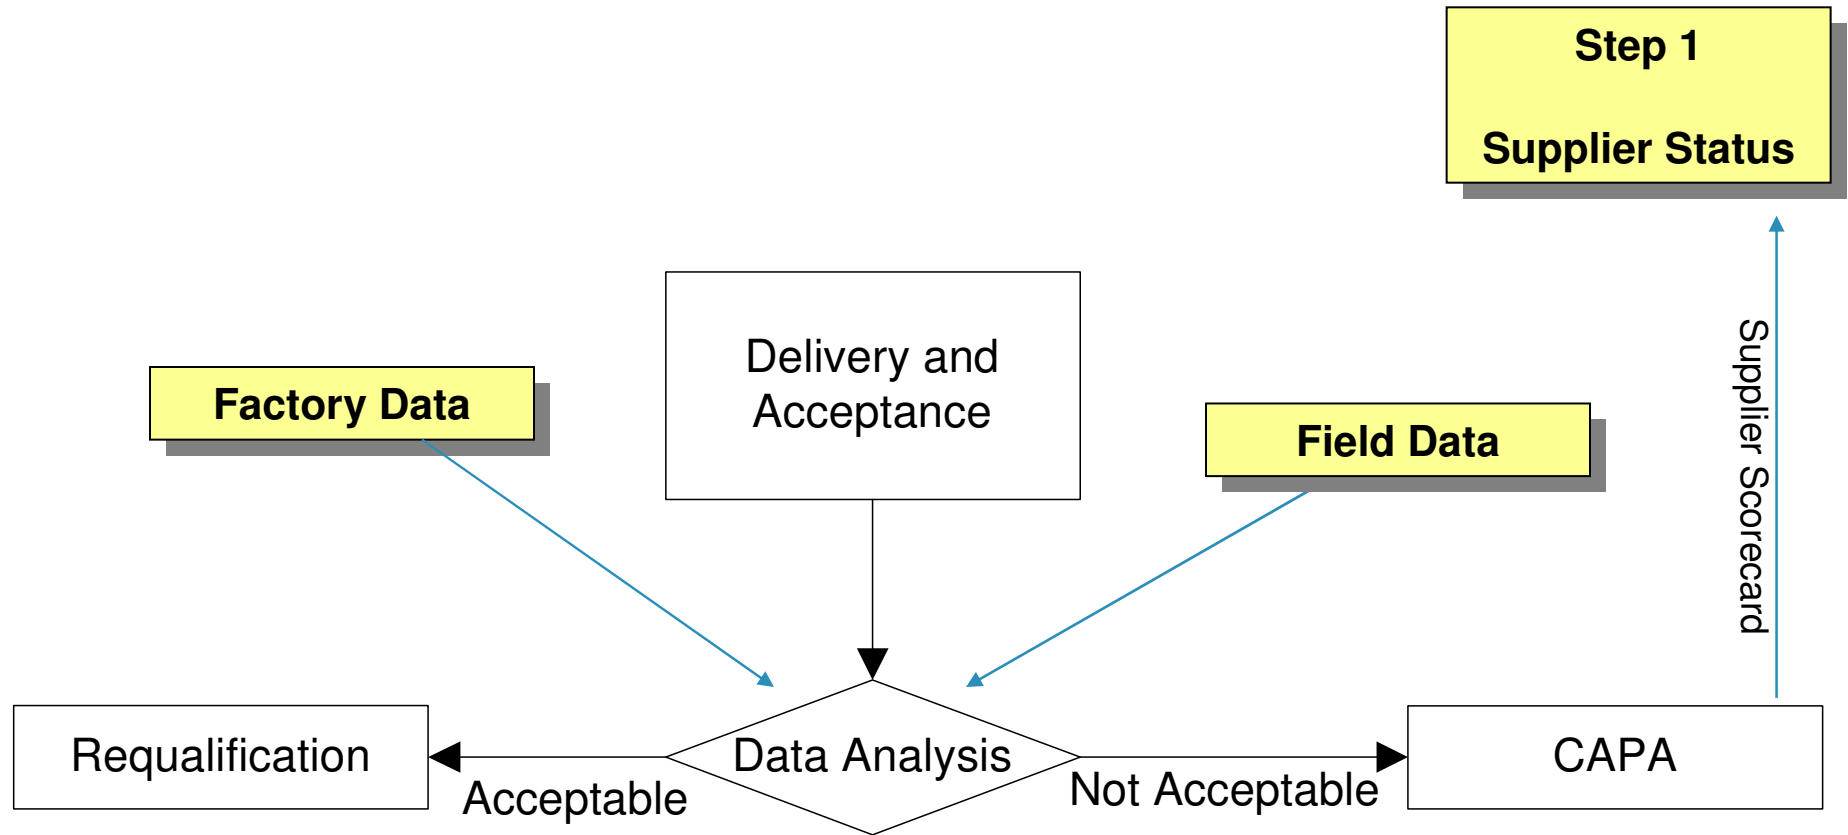 Step 1
Supplier Status
Delivery and
Acceptance
Factory Data
Field Data
Supplier Scorecard
Requalification
Acceptable
Data Analysis
Not Acceptable
CAPA